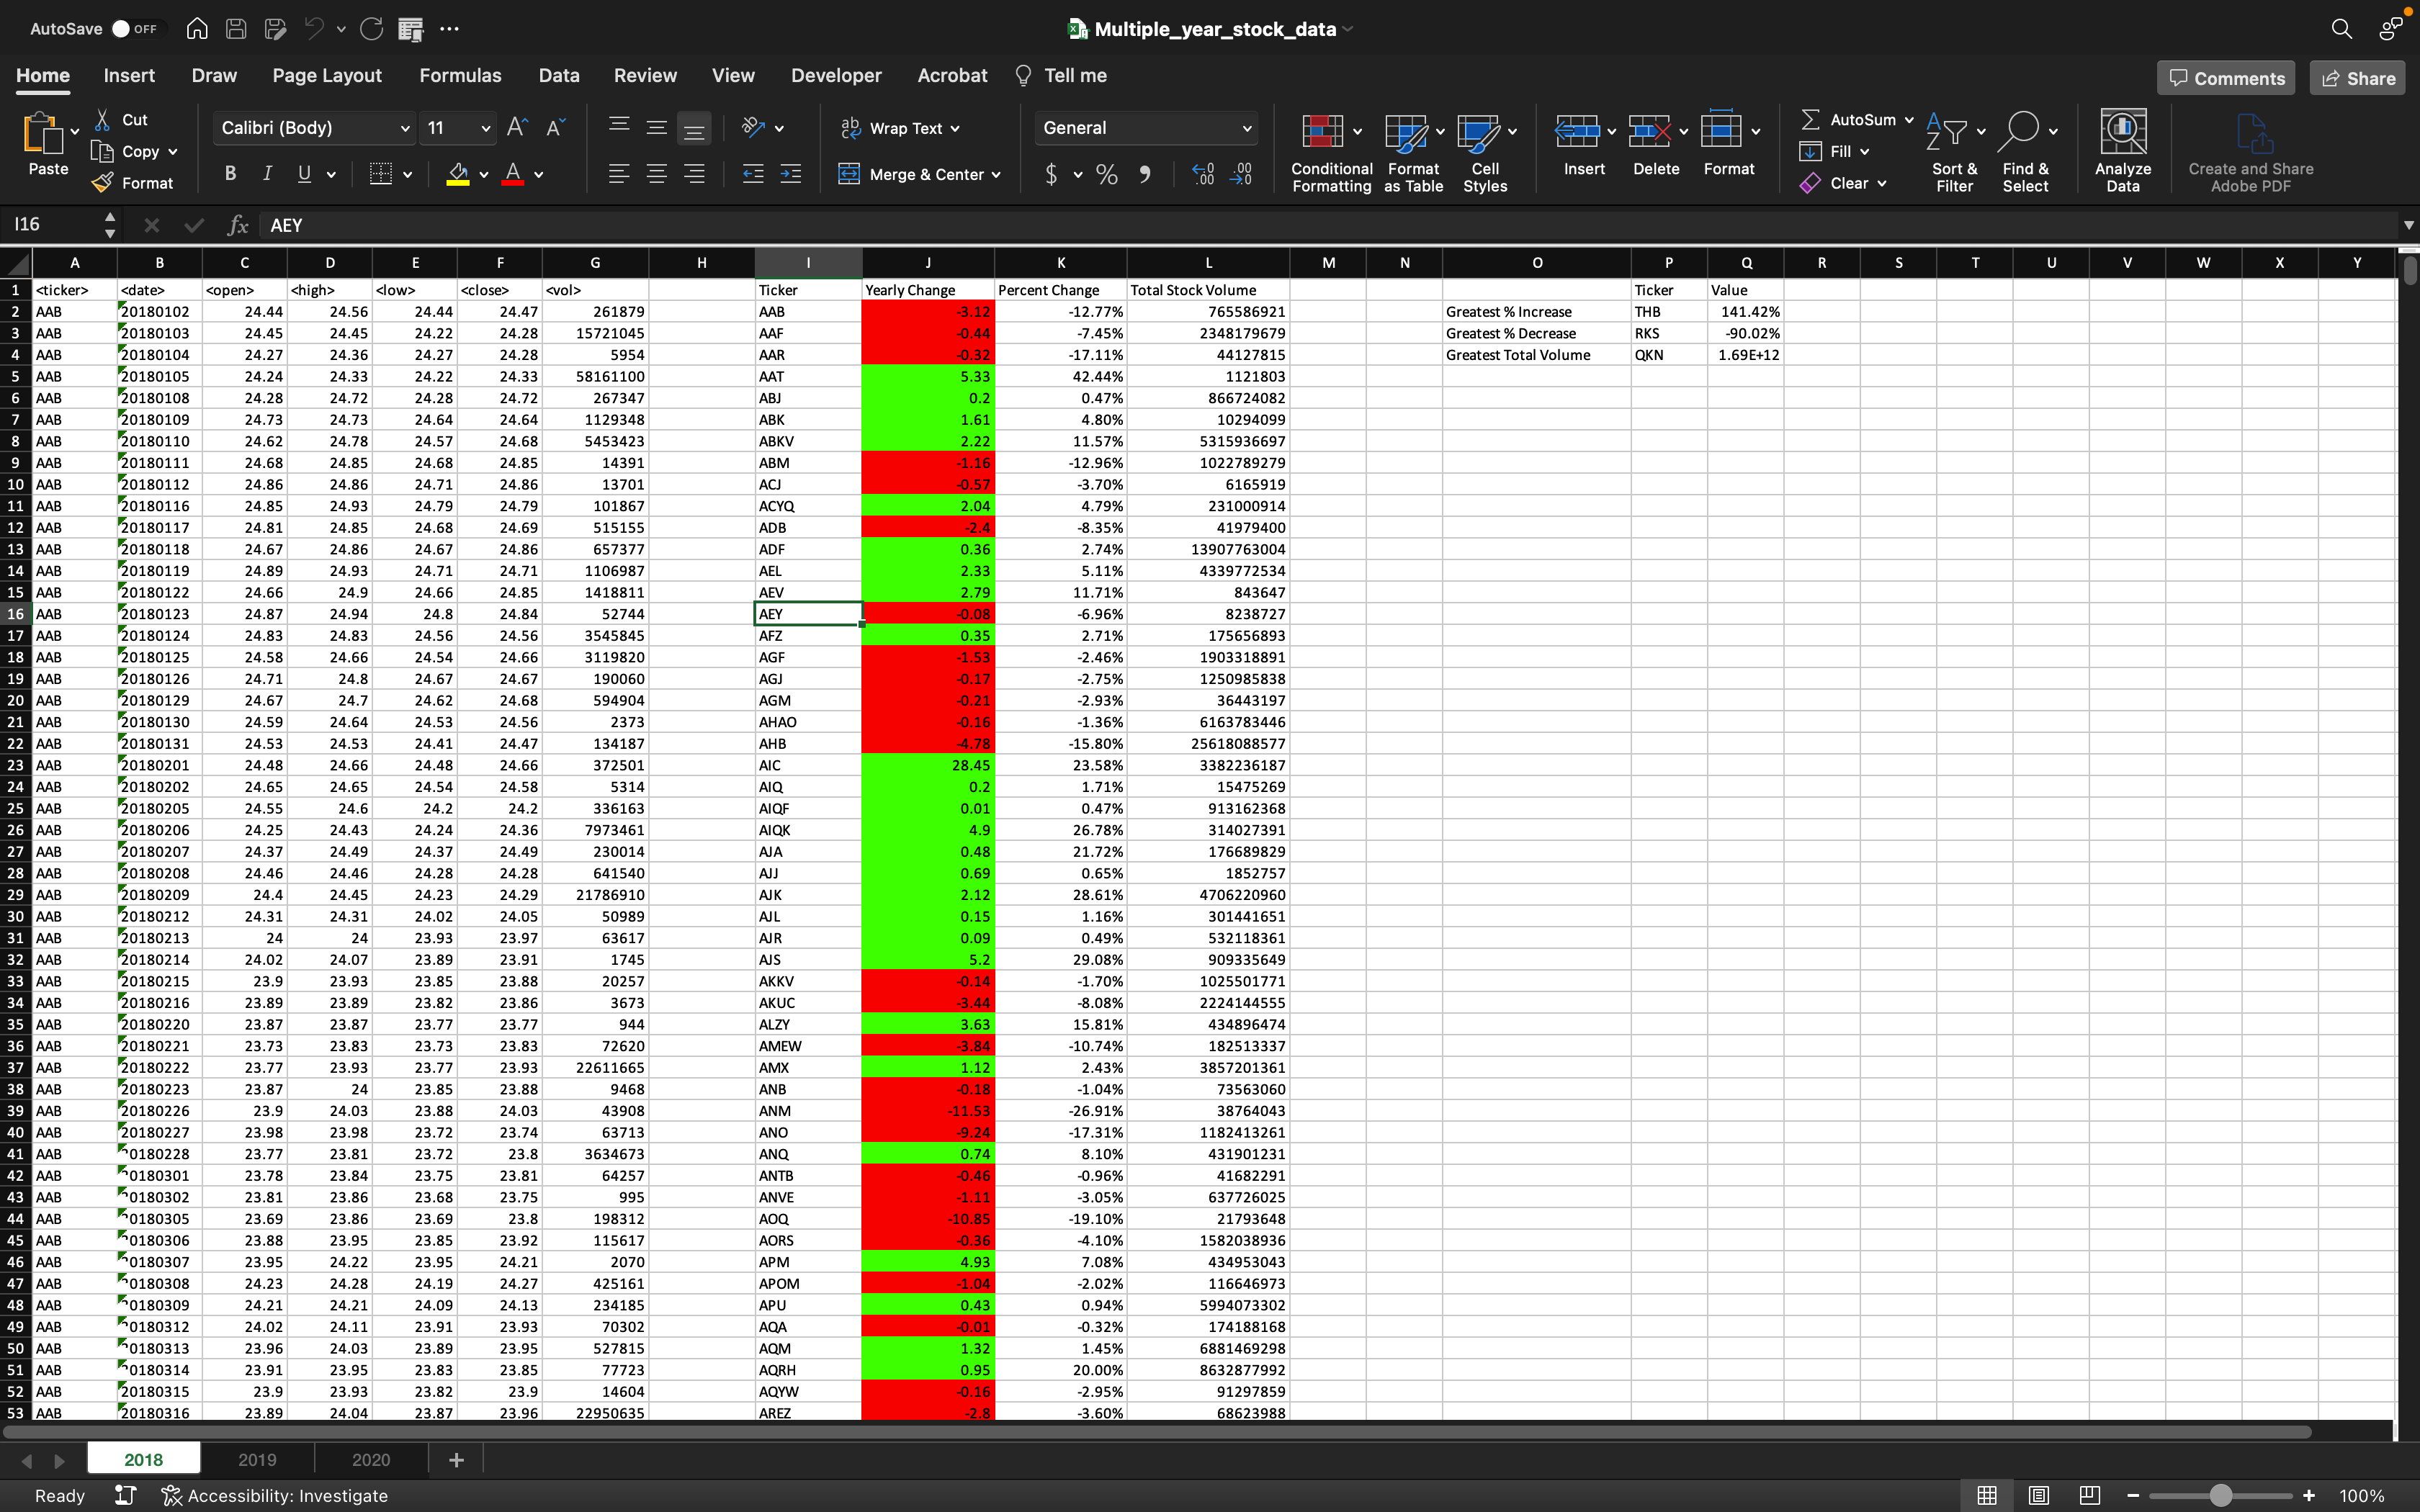 AutoSave OFF Multiple_year_stock_data
Home Insert Draw Page Layout Formulas Data Review View Developer Acrobat Tell me Comments Share
Paste Cut Copy Format Calibri (Body) 11 Wrap Text Merge & Center General Conditional Formatting Format as Table Cell Styles Insert Delete Format AutoSum Fill Clear Sort & Filter Find & Select Analyze Data Create and Share Adobe PDF
I16 fx AEY
A B C D E F G H I J K L M N O P Q R S T U V W X Y
1 <ticker> <date> <open> <high> <low> <close> <vol> Ticker Yearly Change Percent Change Total Stock Volume Ticker Value
2 AAB 20180102 24.44 24.56 24.44 24.47 261879 AAB -3.12 -12.77% 765586921 Greatest % Increase THB 141.42%
3 AAB 20180103 24.45 24.45 24.22 24.28 15721045 AAF -0.44 -7.45% 2348179679 Greatest % Decrease RKS -90.02%
4 AAB 20180104 24.27 24.36 24.27 24.28 5954 AAR -0.32 -17.11% 44127815 Greatest Total Volume QKN 1.69E+12
5 AAB 20180105 24.24 24.33 24.22 24.33 58161100 AAT 5.33 42.44% 1121803
6 AAB 20180108 24.28 24.72 24.28 24.72 267347 ABJ 0.2 0.47% 866724082
7 AAB 20180109 24.73 24.73 24.64 24.64 1129348 ABK 1.61 4.80% 10294099
8 AAB 20180110 24.62 24.78 24.57 24.68 5453423 ABKV 2.22 11.57% 5315936697
9 AAB 20180111 24.68 24.85 24.68 24.85 14391 ABM -1.16 -12.96% 1022789279
10 AAB 20180112 24.86 24.86 24.71 24.86 13701 ACJ -0.57 -3.70% 6165919
11 AAB 20180116 24.85 24.93 24.79 24.79 101867 ACYQ 2.04 4.79% 231000914
12 AAB 20180117 24.81 24.85 24.68 24.69 515155 ADB -2.4 -8.35% 41979400
13 AAB 20180118 24.67 24.86 24.67 24.86 657377 ADF 0.36 2.74% 13907763004
14 AAB 20180119 24.89 24.93 24.71 24.71 1106987 AEL 2.33 5.11% 4339772534
15 AAB 20180122 24.66 24.9 24.66 24.85 1418811 AEV 2.79 11.71% 843647
16 AAB 20180123 24.87 24.94 24.8 24.84 52744 AEY -0.08 -6.96% 8238727
17 AAB 20180124 24.83 24.83 24.56 24.56 3545845 AFZ 0.35 2.71% 175656893
18 AAB 20180125 24.58 24.66 24.54 24.66 3119820 AGF -1.53 -2.46% 1903318891
19 AAB 20180126 24.71 24.8 24.67 24.67 190060 AGJ -0.17 -2.75% 1250985838
20 AAB 20180129 24.67 24.7 24.62 24.68 594904 AGM -0.21 -2.93% 36443197
21 AAB 20180130 24.59 24.64 24.53 24.56 2373 AHAO -0.16 -1.36% 6163783446
22 AAB 20180131 24.53 24.53 24.41 24.47 134187 AHB -4.78 -15.80% 25618088577
23 AAB 20180201 24.48 24.66 24.48 24.66 372501 AIC 28.45 23.58% 3382236187
24 AAB 20180202 24.65 24.65 24.54 24.58 5314 AIQ 0.2 1.71% 15475269
25 AAB 20180205 24.55 24.6 24.2 24.2 336163 AIQF 0.01 0.47% 913162368
26 AAB 20180206 24.25 24.43 24.24 24.36 7973461 AIQK 4.9 26.78% 314027391
27 AAB 20180207 24.37 24.49 24.37 24.49 230014 AJA 0.48 21.72% 176689829
28 AAB 20180208 24.46 24.46 24.28 24.28 641540 AJJ 0.69 0.65% 1852757
29 AAB 20180209 24.4 24.45 24.23 24.29 21786910 AJK 2.12 28.61% 4706220960
30 AAB 20180212 24.31 24.31 24.02 24.05 50989 AJL 0.15 1.16% 301441651
31 AAB 20180213 24 24 23.93 23.97 63617 AJR 0.09 0.49% 532118361
32 AAB 20180214 24.02 24.07 23.89 23.91 1745 AJS 5.2 29.08% 909335649
33 AAB 20180215 23.9 23.93 23.85 23.88 20257 AKKV -0.14 -1.70% 1025501771
34 AAB 20180216 23.89 23.89 23.82 23.86 3673 AKUC -3.44 -8.08% 2224144555
35 AAB 20180220 23.87 23.87 23.77 23.77 944 ALZY 3.63 15.81% 434896474
36 AAB 20180221 23.73 23.83 23.73 23.83 72620 AMEW -3.84 -10.74% 182513337
37 AAB 20180222 23.77 23.93 23.77 23.93 22611665 AMX 1.12 2.43% 3857201361
38 AAB 20180223 23.87 24 23.85 23.88 9468 ANB -0.18 -1.04% 73563060
39 AAB 20180226 23.9 24.03 23.88 24.03 43908 ANM -11.53 -26.91% 38764043
40 AAB 20180227 23.98 23.98 23.72 23.74 63713 ANO -9.24 -17.31% 1182413261
41 AAB 20180228 23.77 23.81 23.72 23.8 3634673 ANQ 0.74 8.10% 431901231
42 AAB 20180301 23.78 23.84 23.75 23.81 64257 ANTB -0.46 -0.96% 41682291
43 AAB 20180302 23.81 23.86 23.68 23.75 995 ANVE -1.11 -3.05% 637726025
44 AAB 20180305 23.69 23.86 23.69 23.8 198312 AOQ -10.85 -19.10% 21793648
45 AAB 20180306 23.88 23.95 23.85 23.92 115617 AORS -0.36 -4.10% 1582038936
46 AAB 20180307 23.95 24.22 23.95 24.21 2070 APM 4.93 7.08% 434953043
47 AAB 20180308 24.23 24.28 24.19 24.27 425161 APOM -1.04 -2.02% 116646973
48 AAB 20180309 24.21 24.21 24.09 24.13 234185 APU 0.43 0.94% 5994073302
49 AAB 20180312 24.02 24.11 23.91 23.93 70302 AQA -0.01 -0.32% 174188168
50 AAB 20180313 23.96 24.03 23.89 23.95 527815 AQM 1.32 1.45% 6881469298
51 AAB 20180314 23.91 23.95 23.83 23.85 77723 AQRH 0.95 20.00% 8632877992
52 AAB 20180315 23.9 23.93 23.82 23.9 14604 AQYW -0.16 -2.95% 91297859
53 AAB 20180316 23.89 24.04 23.87 23.96 22950635 AREZ -2.8 -3.60% 68623988
2018 2019 2020 +
Ready Accessibility: Investigate 100%